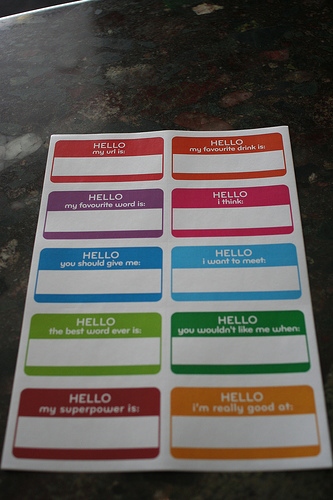 HELLO
my url is:
HELLO
my favourite drink is:
HELLO
my favourite word is:
HELLO
i think:
HELLO
you should give me:
HELLO
i want to meet:
HELLO
the best word ever is:
HELLO
you wouldn't like me when:
HELLO
my superpower is:
HELLO
i'm really good at: